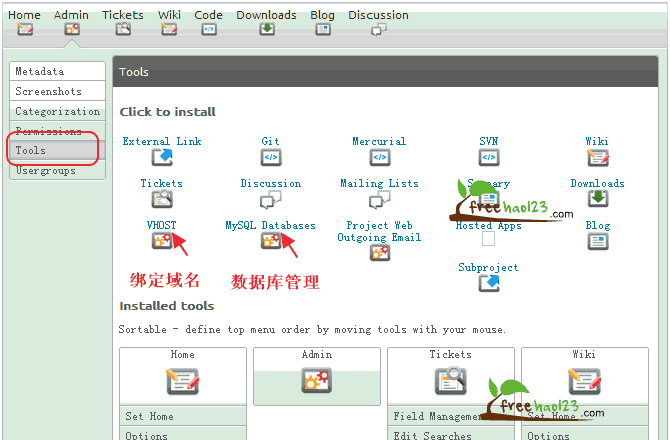 Home Admin Tickets Wiki Code Downloads Blog Discussion
Metadata
Screenshots
Categorization
Permissions
Tools
Usergroups
Tools
Click to install
External Link Git Mercurial SVN Wiki
Tickets Discussion Mailing Lists Summary Downloads
VHOST MySQL Databases Project Web Outgoing Email Hosted Apps Blog
绑定域名 数据库管理
Subproject
freehao123.com
Installed tools
Sortable - define top menu order by moving tools with your mouse.
Home Admin Tickets Wiki
Set Home Field Management Set Home
Options Edit Searches Options
freehao123.com